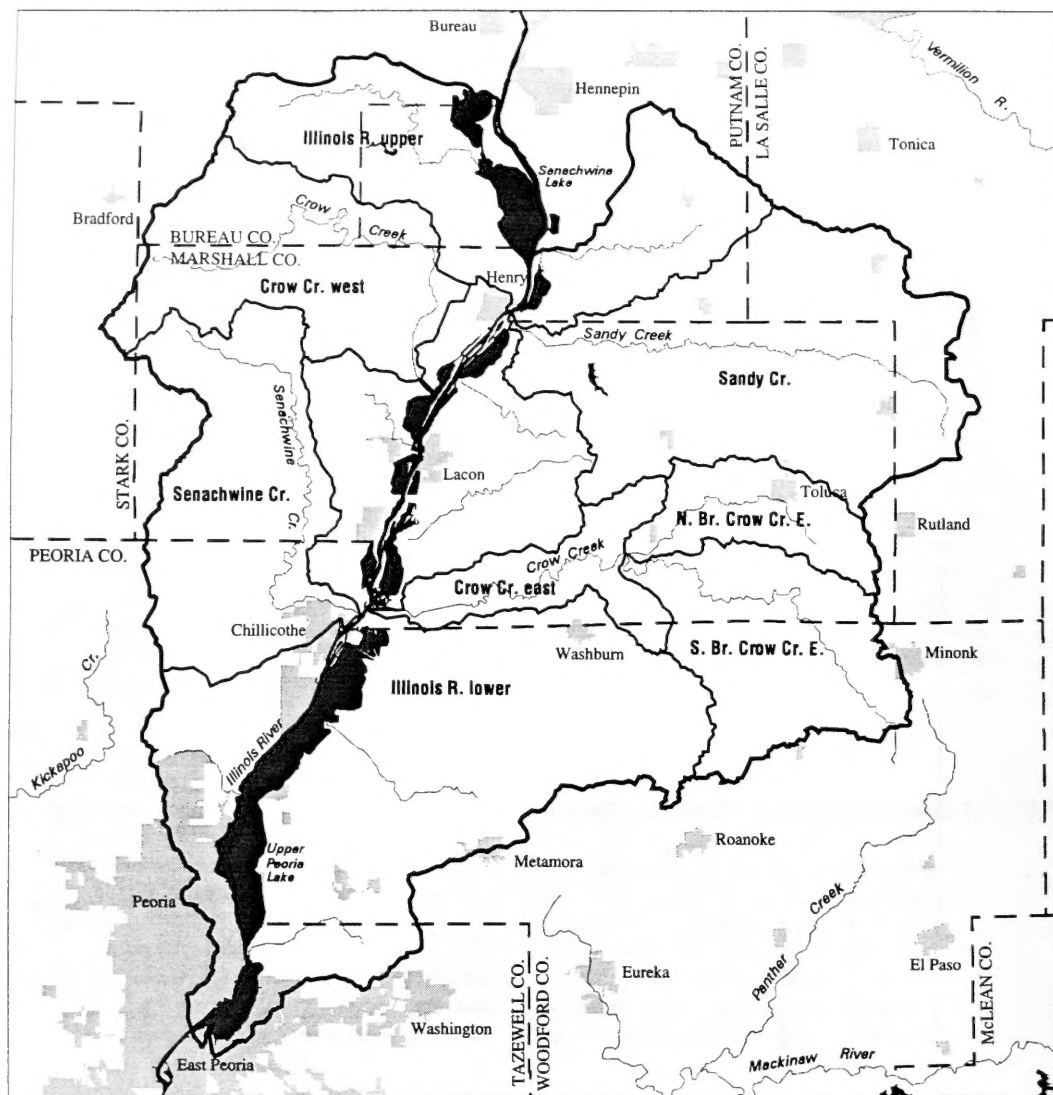 Bureau
Vermilion
R.
Hennepin
PUTNAM CO.
LA SALLE CO.
Illinois R. upper
Tonica
Senachwine
Lake
Bradford
Crow
Creek
BUREAU CO.
MARSHALL CO.
Henry
Crow Cr. west
Sandy Creek
Sandy Cr.
Senachwine
Cr.
STARK CO.
Lacon
Senachwine Cr.
Toluca
N. Br. Crow Cr. E.
Rutland
PEORIA CO.
Crow Creek
Crow Cr. east
Chillicothe
Washburn
S. Br. Crow Cr. E.
Minonk
Cr.
Kickapoo
Illinois R. lower
Illinois River
Roanoke
Metamora
Upper
Peoria
Lake
Peoria
Creek
Panther
El Paso
Eureka
Washington
TAZEWELL CO.
WOODFORD CO.
McLEAN CO.
East Peoria
Mackinaw River